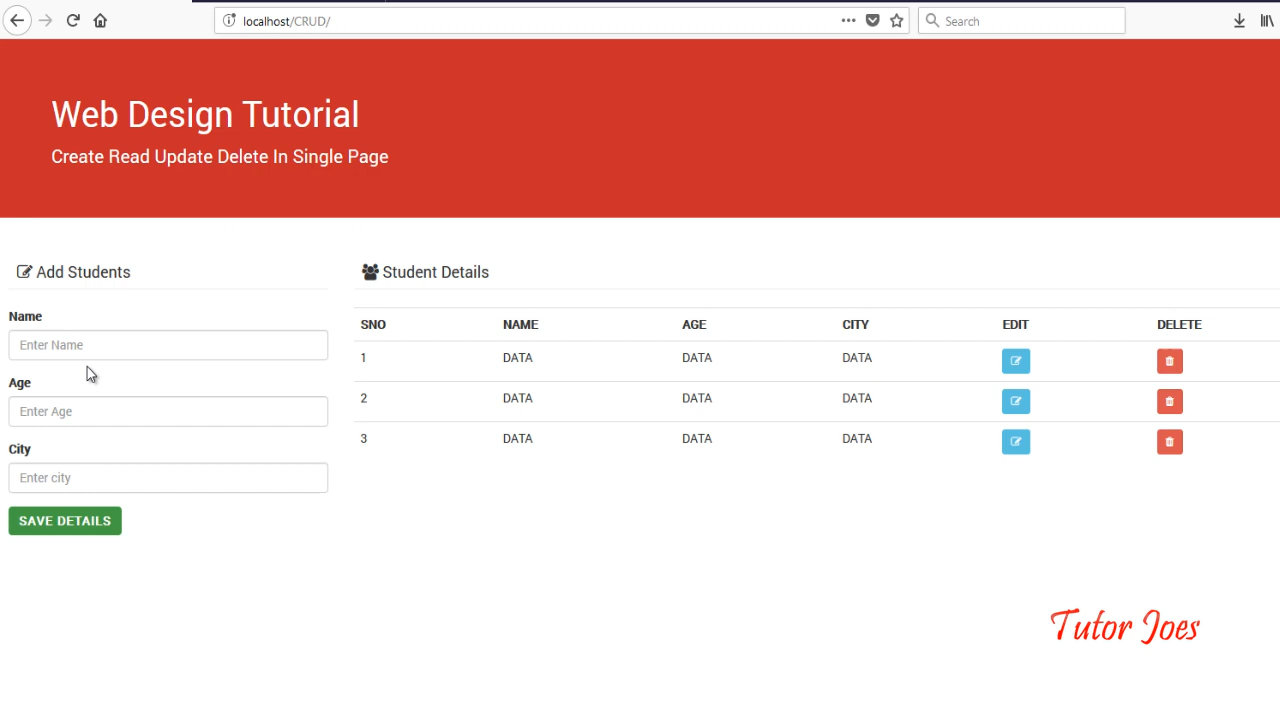 localhost/CRUD/
Search
Web Design Tutorial
Create Read Update Delete In Single Page
Add Students
Name
Enter Name
Age
Enter Age
City
Enter city
SAVE DETAILS
Student Details
SNO NAME AGE CITY EDIT DELETE
1 DATA DATA DATA
2 DATA DATA DATA
3 DATA DATA DATA
Tutor Joes